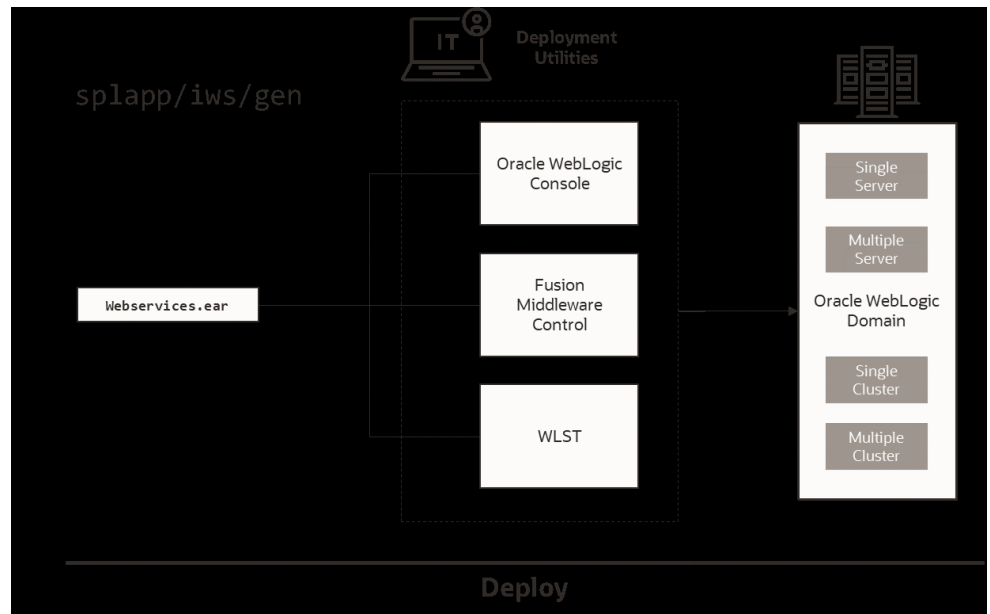 IT
Deployment
Utilities
splapp/iws/gen
Webservices.ear
Oracle WebLogic
Console
Fusion
Middleware
Control
WLST
Single
Server
Multiple
Server
Oracle WebLogic
Domain
Single
Cluster
Multiple
Cluster
Deploy